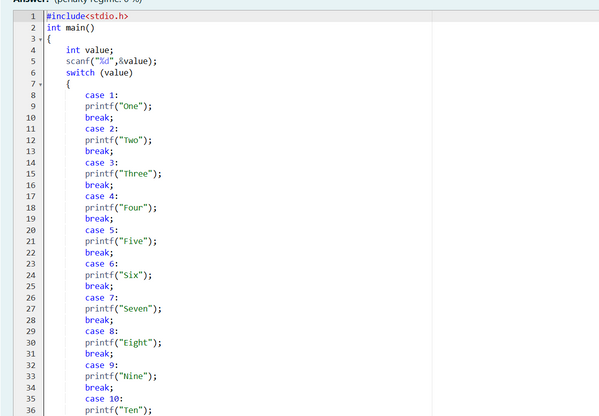 Answer: (penalty regime: 0 %)
1 #include<stdio.h>
2 int main()
3 {
4 int value;
5 scanf("%d",&value);
6 switch (value)
7 {
8 case 1:
9 printf("One");
10 break;
11 case 2:
12 printf("Two");
13 break;
14 case 3:
15 printf("Three");
16 break;
17 case 4:
18 printf("Four");
19 break;
20 case 5:
21 printf("Five");
22 break;
23 case 6:
24 printf("Six");
25 break;
26 case 7:
27 printf("Seven");
28 break;
29 case 8:
30 printf("Eight");
31 break;
32 case 9:
33 printf("Nine");
34 break;
35 case 10:
36 printf("Ten");